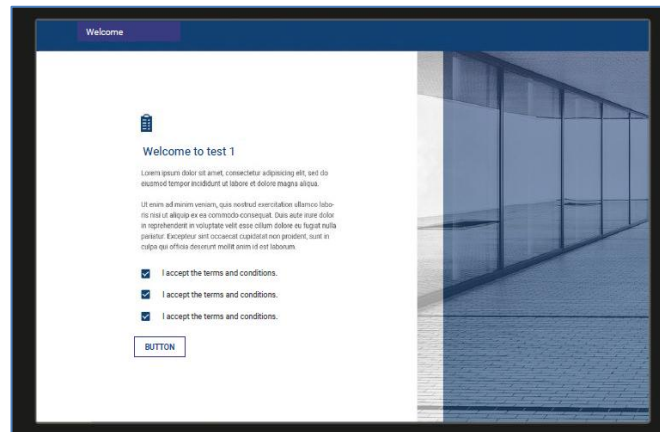 Welcome
Welcome to test 1
Lorem ipsum dolor sit amet, consectetur adipisicing elit, sed do
eiusmod tempor incididunt ut labore et dolore magna aliqua.
Ut enim ad minim veniam, quis nostrud exercitation ullamco labo-
ris nisi ut aliquip ex ea commodo consequat. Duis aute irure dolor
in reprehenderit in voluptate velit esse cillum dolore eu fugiat nulla
pariatur. Excepteur sint occaecat cupidatat non proident, sunt in
culpa qui officia deserunt mollit anim id est laborum.
I accept the terms and conditions.
I accept the terms and conditions.
I accept the terms and conditions.
BUTTON